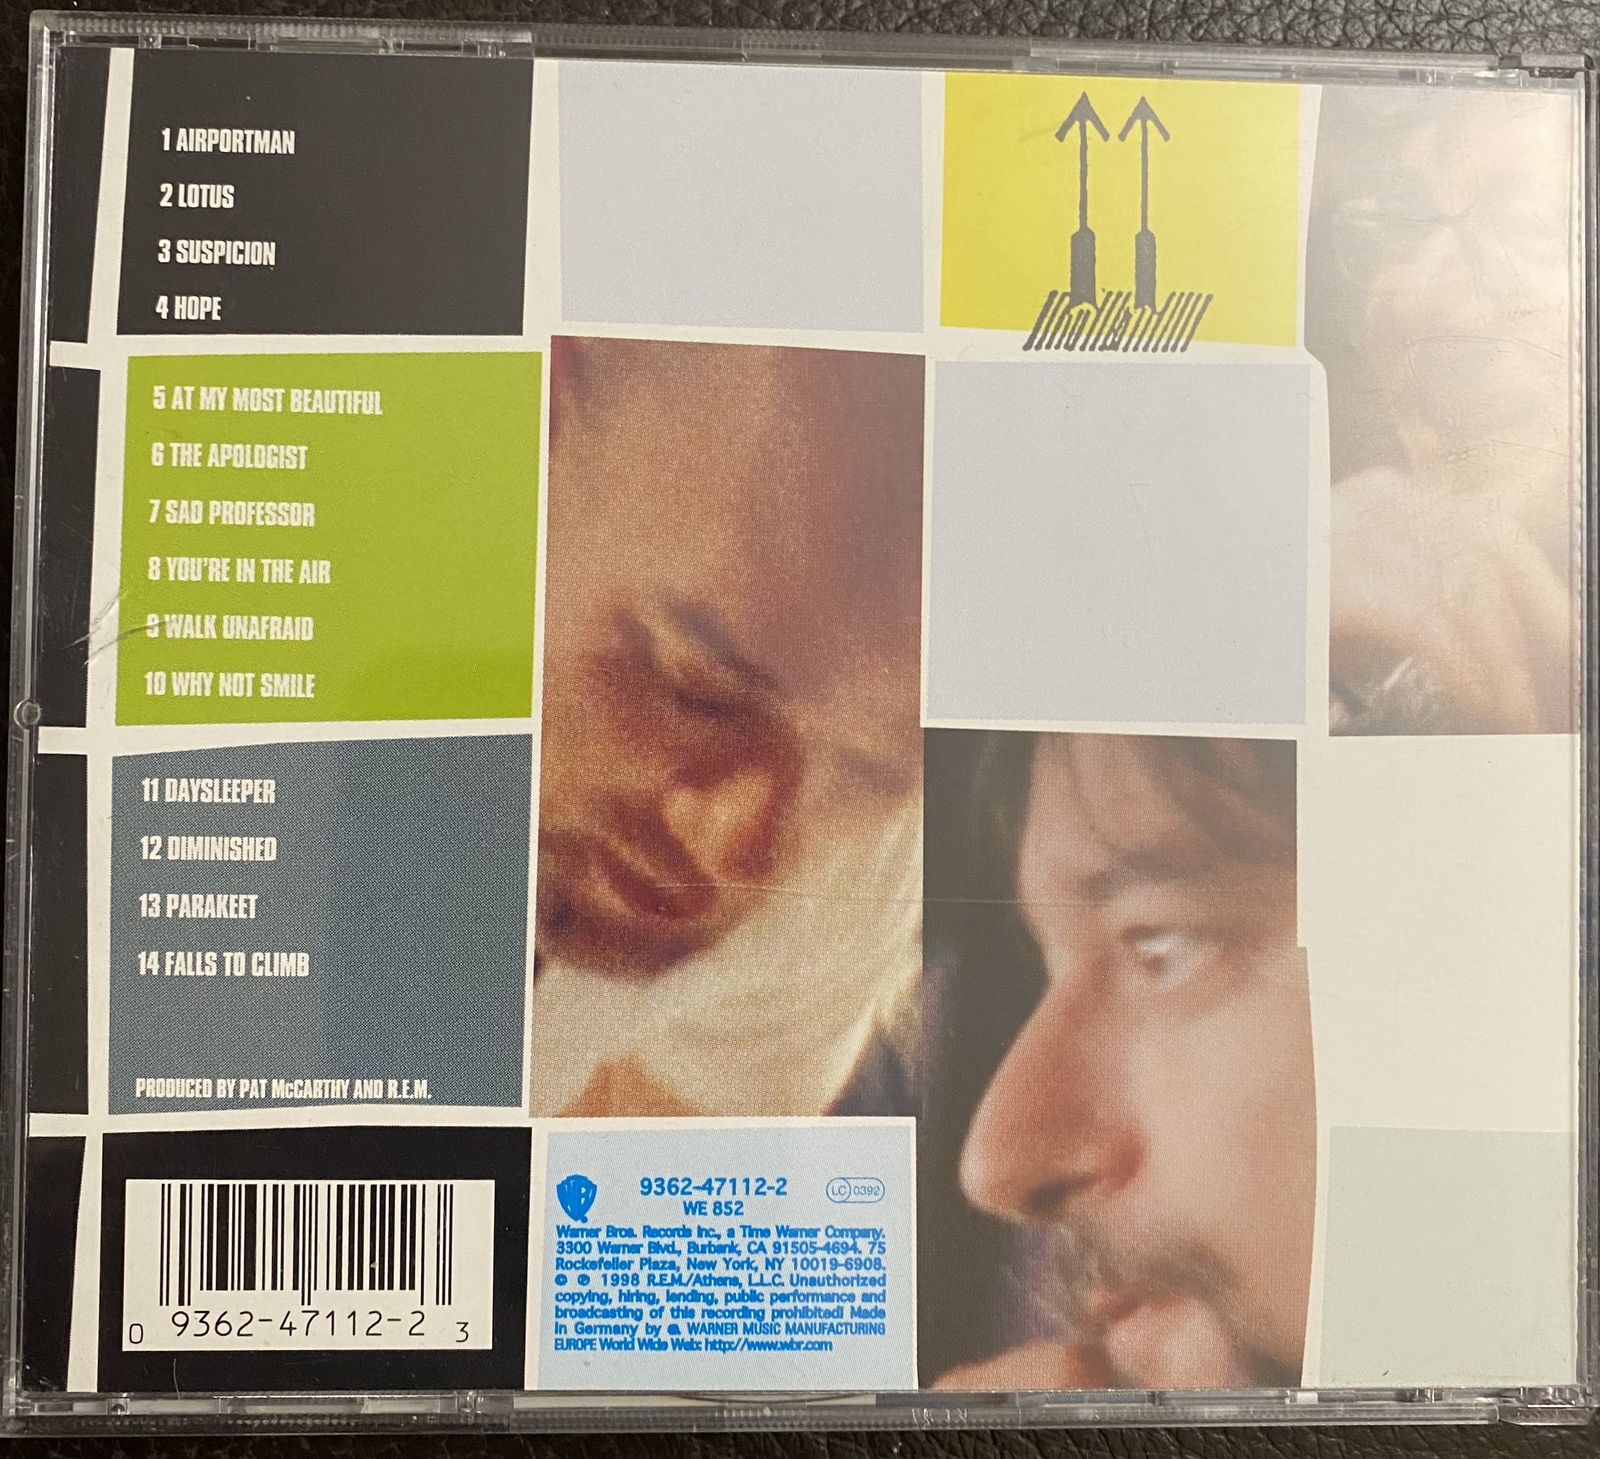 1 AIRPORTMAN
2 LOTUS
3 SUSPICION
4 HOPE
5 AT MY MOST BEAUTIFUL
6 THE APOLOGIST
7 SAD PROFESSOR
8 YOU'RE IN THE AIR
9 WALK UNAFRAID
10 WHY NOT SMILE
11 DAYSLEEPER
12 DIMINISHED
13 PARAKEET
14 FALLS TO CLIMB
PRODUCED BY PAT McCARTHY AND R.E.M.
0 9362-47112-2 3
WB
9362-47112-2
LC 0392
WE 852
Warner Bros. Records Inc., a Time Warner Company.
3300 Warner Blvd., Burbank, CA 91505-4694. 75
Rockefeller Plaza, New York, NY 10019-6908.
© ℗ 1998 R.E.M./Athens, L.L.C. Unauthorized
copying, hiring, lending, public performance and
broadcasting of this recording prohibited! Made
in Germany by WARNER MUSIC MANUFACTURING
EUROPE World Wide Web: http://www.wbr.com